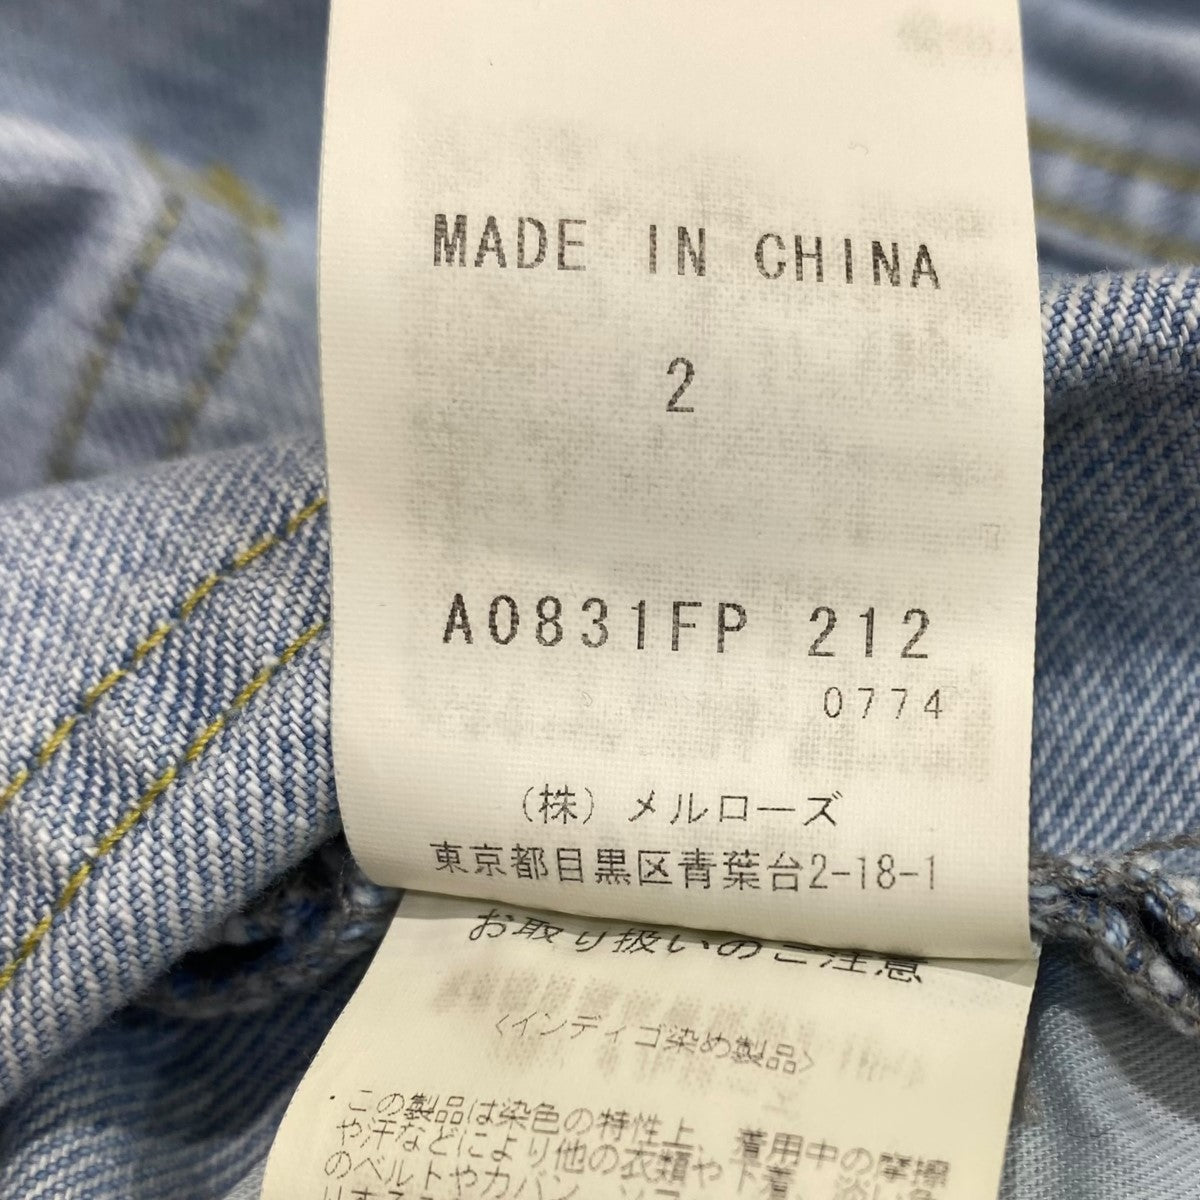 MADE IN CHINA
2
A0831FP 212
0774
(株)メルローズ
東京都目黒区青葉台2-18-1
お取り扱いのご注意
<インディゴ染め製品>
・この製品は染色の特性上、着用中の摩擦
や汗などにより他の衣類や下着、淡い色
のベルトやカバン、ソファ